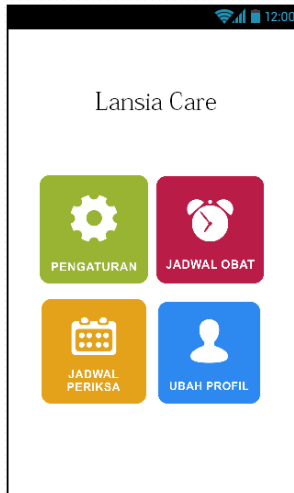 12:00
Lansia Care
PENGATURAN
JADWAL OBAT
JADWAL
PERIKSA
UBAH PROFIL